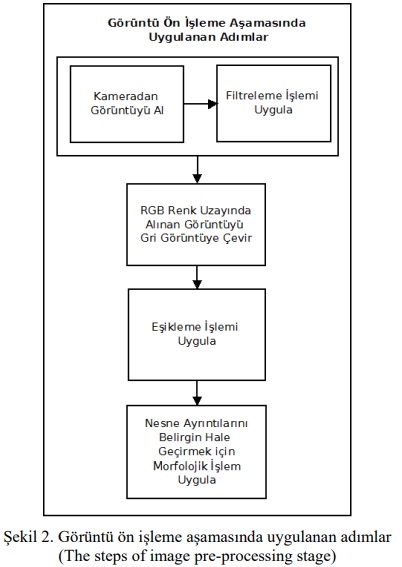 Görüntü Ön İşleme Aşamasında
Uygulanan Adımlar
Kameradan
Görüntüyü Al
Filtreleme İşlemi
Uygula
RGB Renk Uzayında
Alınan Görüntüyü
Gri Görüntüye Çevir
Eşikleme İşlemi
Uygula
Nesne Ayrıntılarını
Belirgin Hale
Geçirmek için
Morfolojik İşlem
Uygula
Şekil 2. Görüntü ön işleme aşamasında uygulanan adımlar
(The steps of image pre-processing stage)